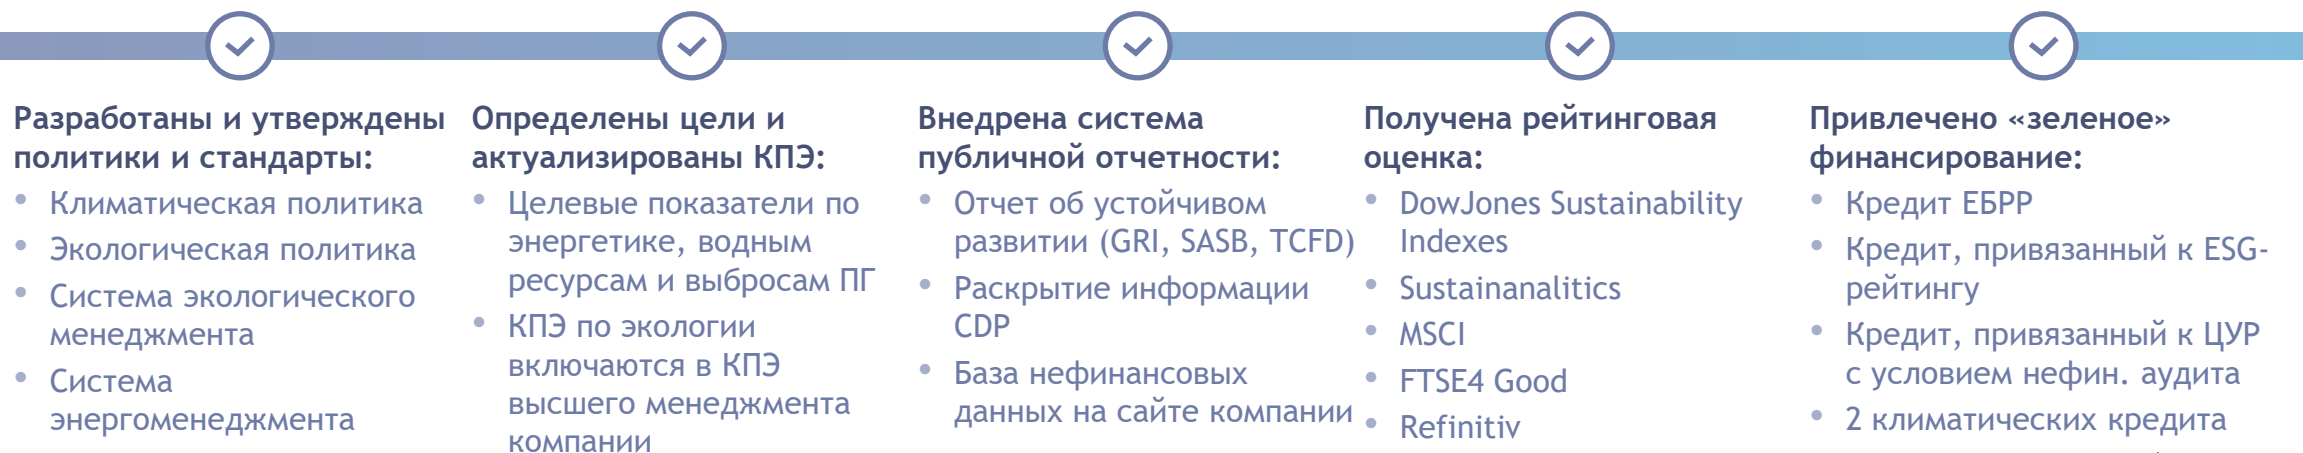 Разработаны и утверждены
политики и стандарты:
• Климатическая политика
• Экологическая политика
• Система экологического
менеджмента
• Система
энергоменеджмента
Определены цели и
актуализированы КПЭ:
• Целевые показатели по
энергетике, водным
ресурсам и выбросам ПГ
• КПЭ по экологии
включаются в КПЭ
высшего менеджмента
компании
Внедрена система
публичной отчетности:
• Отчет об устойчивом
развитии (GRI, SASB, TCFD)
• Раскрытие информации
CDP
• База нефинансовых
данных на сайте компании
Получена рейтинговая
оценка:
• DowJones Sustainability
Indexes
• Sustainanalitics
• MSCI
• FTSE4 Good
• Refinitiv
Привлечено «зеленое»
финансирование:
• Кредит ЕБРР
• Кредит, привязанный к ESG-
рейтингу
• Кредит, привязанный к ЦУР
с условием нефин. аудита
• 2 климатических кредита